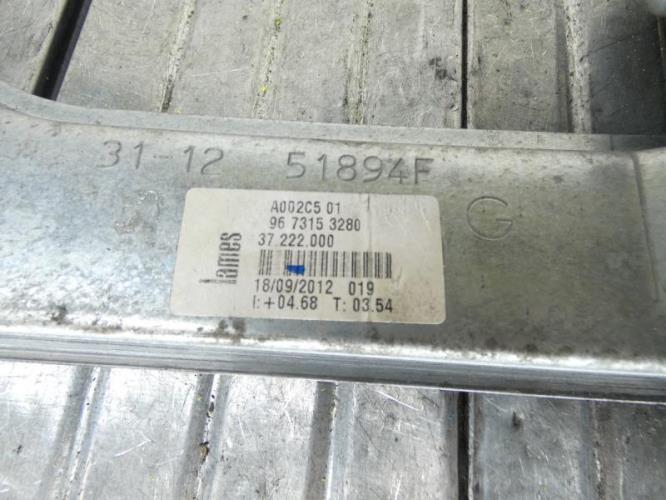 31-12 51894F
G
A002C5 01
96 7315 3280
37.222.000
lames
18/09/2012 019
I:+04.68 T: 03.54